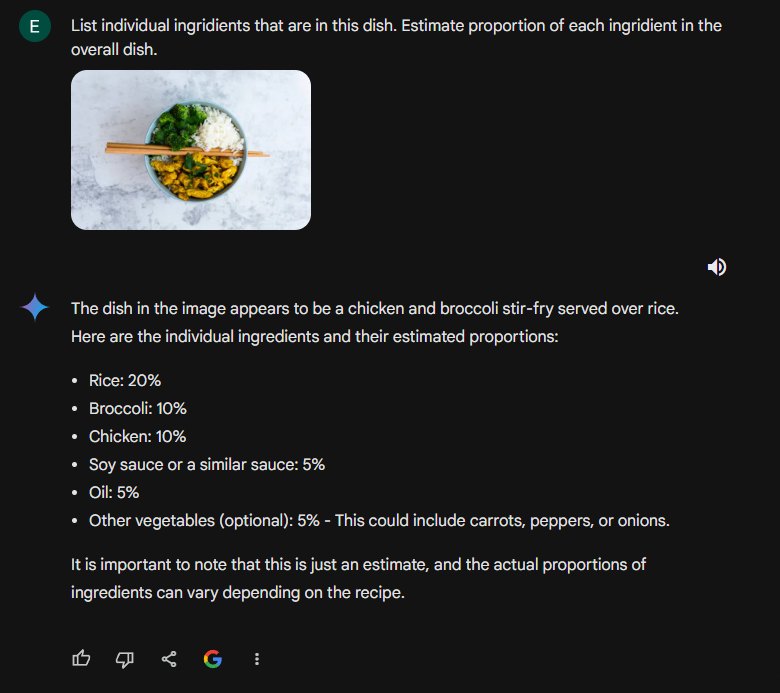 E
List individual ingridients that are in this dish. Estimate proportion of each ingridient in the
overall dish.
The dish in the image appears to be a chicken and broccoli stir-fry served over rice.
Here are the individual ingredients and their estimated proportions:
• Rice: 20%
• Broccoli: 10%
• Chicken: 10%
• Soy sauce or a similar sauce: 5%
• Oil: 5%
• Other vegetables (optional): 5% - This could include carrots, peppers, or onions.
It is important to note that this is just an estimate, and the actual proportions of
ingredients can vary depending on the recipe.
G